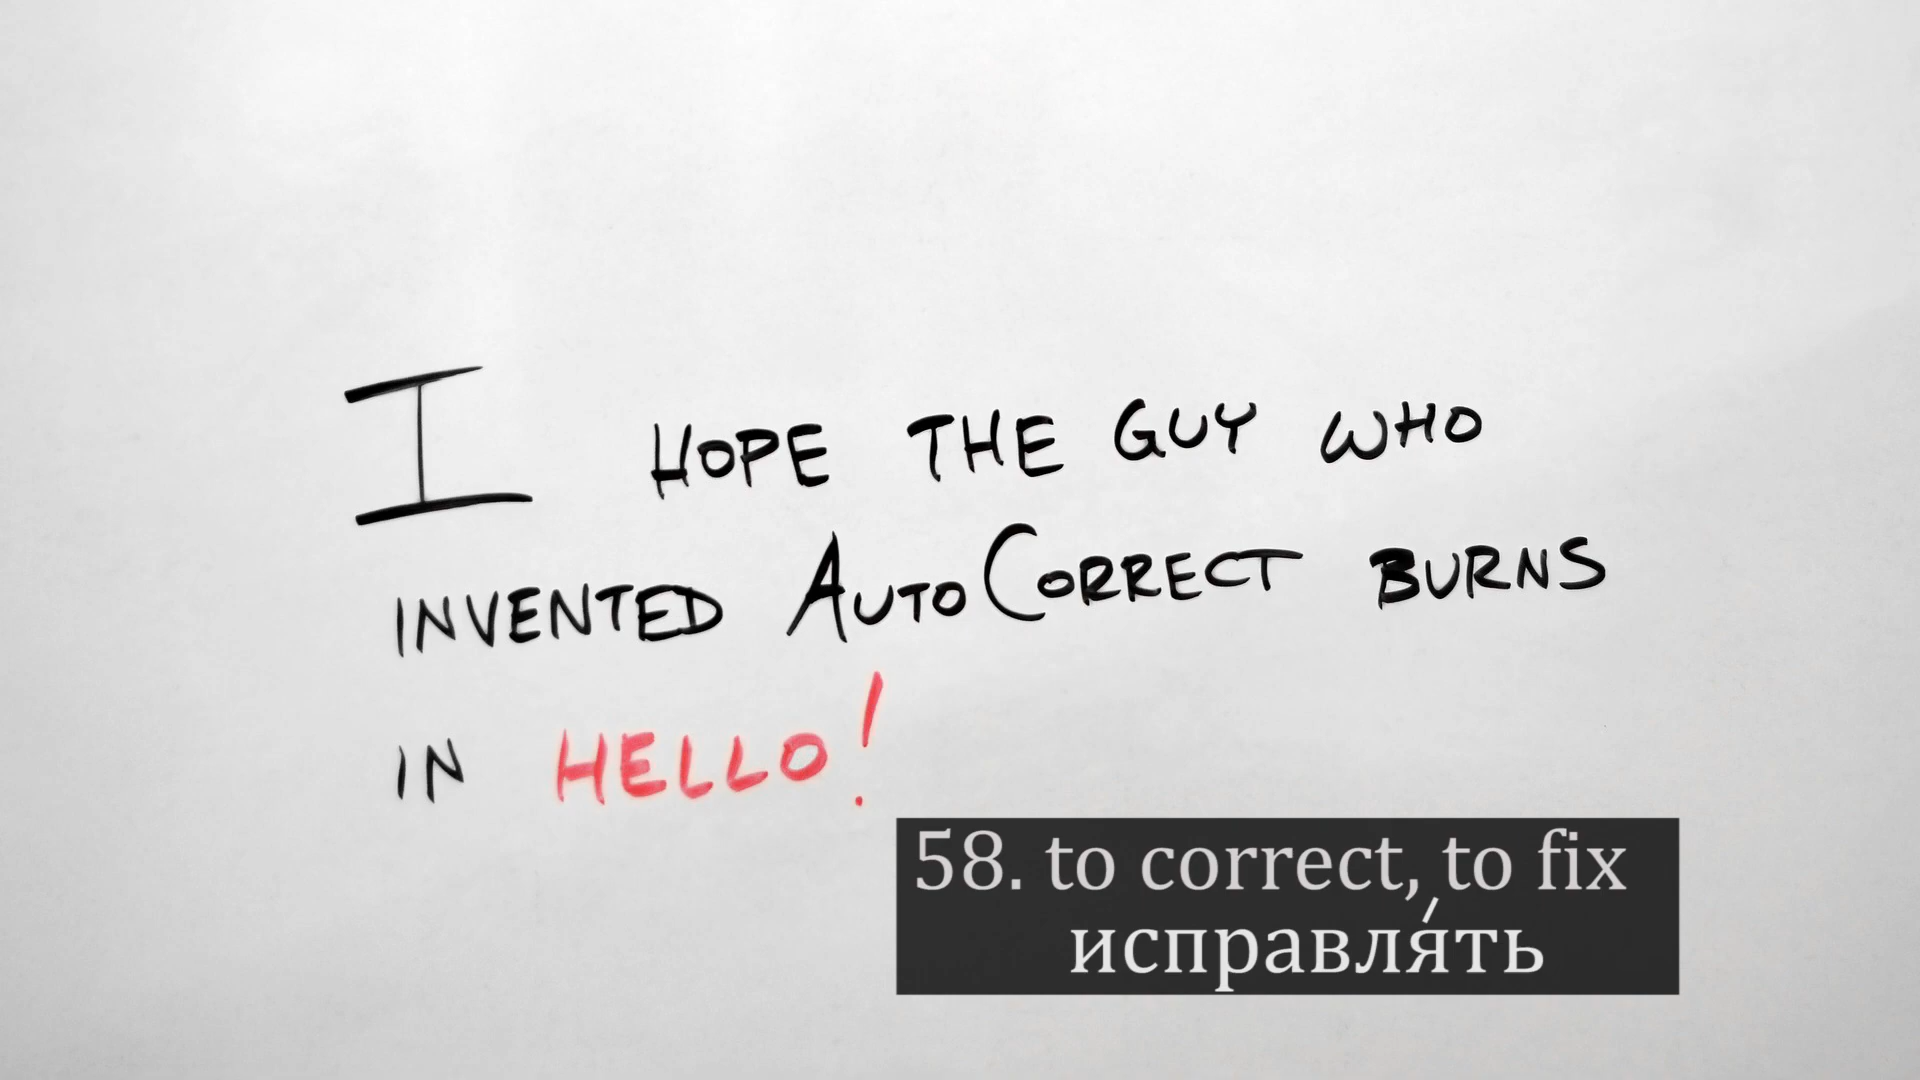 I HOPE THE GUY WHO
INVENTED AUTOCORRECT BURNS
IN HELLO!
58. to correct, to fix
исправля́ть